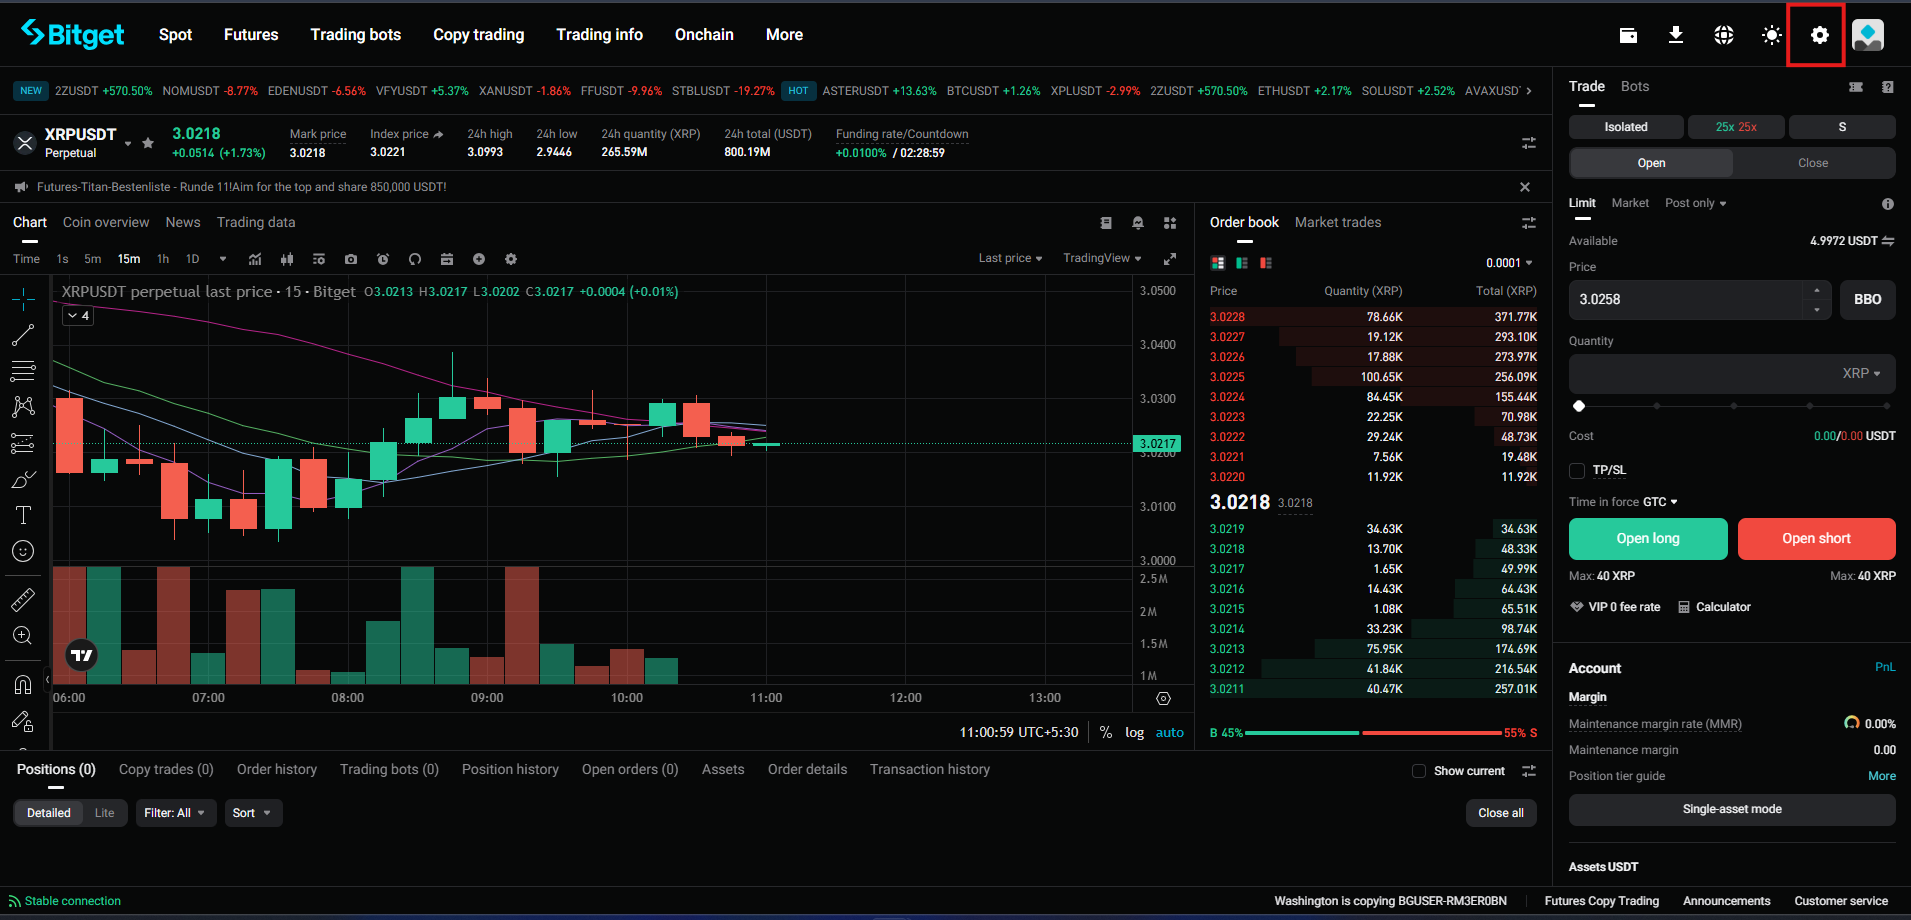 Bitget Spot Futures Trading bots Copy trading Trading info Onchain More
NEW 2ZUSDT +570.50% NOMUSDT -8.77% EDENUSDT -6.56% VFYUSDT +5.37% XANUSDT -1.86% FFUSDT -9.96% STBLUSDT -19.27% HOT ASTERUSDT +13.63% BTCUSDT +1.26% XPLUSDT -2.99% 2ZUSDT +570.50% ETHUSDT +2.17% SOLUSDT +2.52% AVAXUSDT
XRPUSDT
Perpetual
3.0218
+0.0514 (+1.73%)
Mark price
3.0218
Index price
3.0221
24h high
3.0993
24h low
2.9446
24h quantity (XRP)
265.59M
24h total (USDT)
800.19M
Funding rate/Countdown
+0.0100% / 02:28:59
Futures-Titan-Bestenliste - Runde 11!Aim for the top and share 850,000 USDT!
Chart Coin overview News Trading data
Time 1s 5m 15m 1h 1D Last price TradingView
XRPUSDT perpetual last price · 15 · Bitget O3.0213 H3.0217 L3.0202 C3.0217 +0.0004 (+0.01%)
4
3.0500
3.0400
3.0300
3.0217
3.0200
3.0100
3.0000
2.5M
2M
1.5M
1M
06:00 07:00 08:00 09:00 10:00 11:00 12:00 13:00
11:00:59 UTC+5:30 % log auto
Order book Market trades
0.0001
Price Quantity (XRP) Total (XRP)
3.0228 78.66K 371.77K
3.0227 19.12K 293.10K
3.0226 17.88K 273.97K
3.0225 100.65K 256.09K
3.0224 84.45K 155.44K
3.0223 22.25K 70.98K
3.0222 29.24K 48.73K
3.0221 7.56K 19.48K
3.0220 11.92K 11.92K
3.0218 3.0218
3.0219 34.63K 34.63K
3.0218 13.70K 48.33K
3.0217 1.65K 49.99K
3.0216 14.43K 64.43K
3.0215 1.08K 65.51K
3.0214 33.23K 98.74K
3.0213 75.95K 174.69K
3.0212 41.84K 216.54K
3.0211 40.47K 257.01K
B 45% 55% S
Trade Bots
Isolated 25x 25x S
Open Close
Limit Market Post only
Available 4.9972 USDT
Price
3.0258 BBO
Quantity
XRP
Cost 0.00/0.00 USDT
TP/SL
Time in force GTC
Open long Open short
Max: 40 XRP Max: 40 XRP
VIP 0 fee rate Calculator
Account PnL
Margin
Maintenance margin rate (MMR) 0.00%
Maintenance margin 0.00
Position tier guide More
Single-asset mode
Assets USDT
Positions (0) Copy trades (0) Order history Trading bots (0) Position history Open orders (0) Assets Order details Transaction history Show current
Detailed Lite Filter: All Sort Close all
Stable connection Washington is copying BGUSER-RM3ER0BN Futures Copy Trading Announcements Customer service